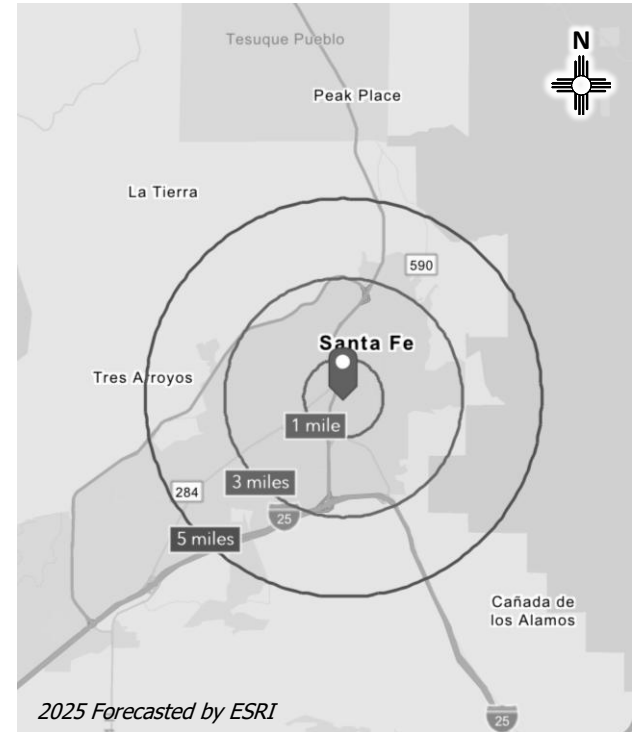 Tesuque Pueblo
N
Peak Place
La Tierra
590
Santa Fe
Tres Arroyos
1 mile
3 miles
284
25
5 miles
Cañada de
los Alamos
2025 Forecasted by ESRI
25